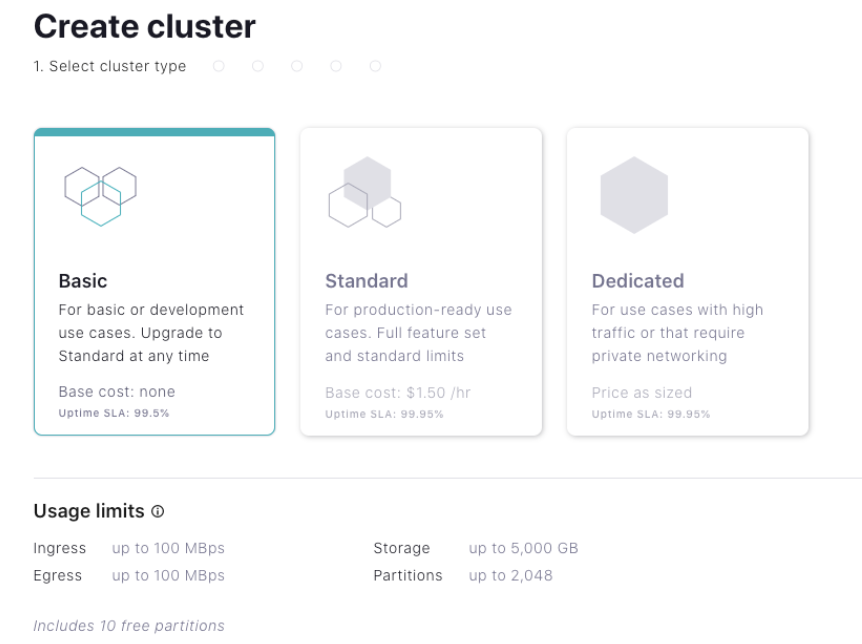 Create cluster
1. Select cluster type
Basic
For basic or development
use cases. Upgrade to
Standard at any time
Base cost: none
Uptime SLA: 99.5%
Standard
For production-ready use
cases. Full feature set
and standard limits
Base cost: $1.50 /hr
Uptime SLA: 99.95%
Dedicated
For use cases with high
traffic or that require
private networking
Price as sized
Uptime SLA: 99.95%
Usage limits
Ingress up to 100 MBps
Egress up to 100 MBps
Storage up to 5,000 GB
Partitions up to 2,048
Includes 10 free partitions